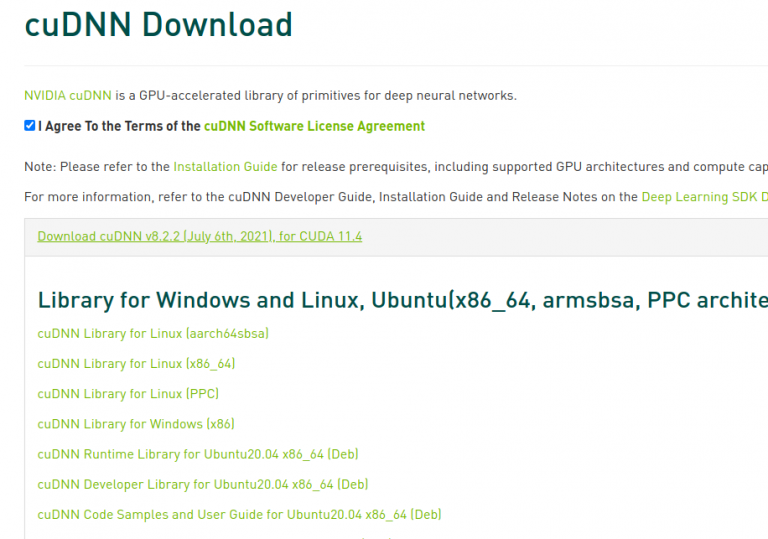 cuDNN Download
NVIDIA cuDNN is a GPU-accelerated library of primitives for deep neural networks.
I Agree To the Terms of the cuDNN Software License Agreement
Note: Please refer to the Installation Guide for release prerequisites, including supported GPU architectures and compute cap
For more information, refer to the cuDNN Developer Guide, Installation Guide and Release Notes on the Deep Learning SDK D
Download cuDNN v8.2.2 (July 6th, 2021), for CUDA 11.4
Library for Windows and Linux, Ubuntu(x86_64, armsbsa, PPC archite
cuDNN Library for Linux (aarch64sbsa)
cuDNN Library for Linux (x86_64)
cuDNN Library for Linux (PPC)
cuDNN Library for Windows (x86)
cuDNN Runtime Library for Ubuntu20.04 x86_64 (Deb)
cuDNN Developer Library for Ubuntu20.04 x86_64 (Deb)
cuDNN Code Samples and User Guide for Ubuntu20.04 x86_64 (Deb)